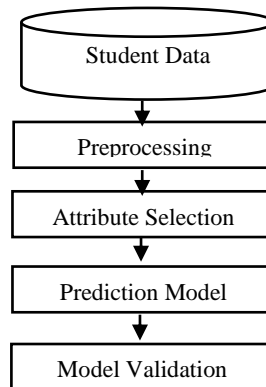 Student Data
Preprocessing
Attribute Selection
Prediction Model
Model Validation